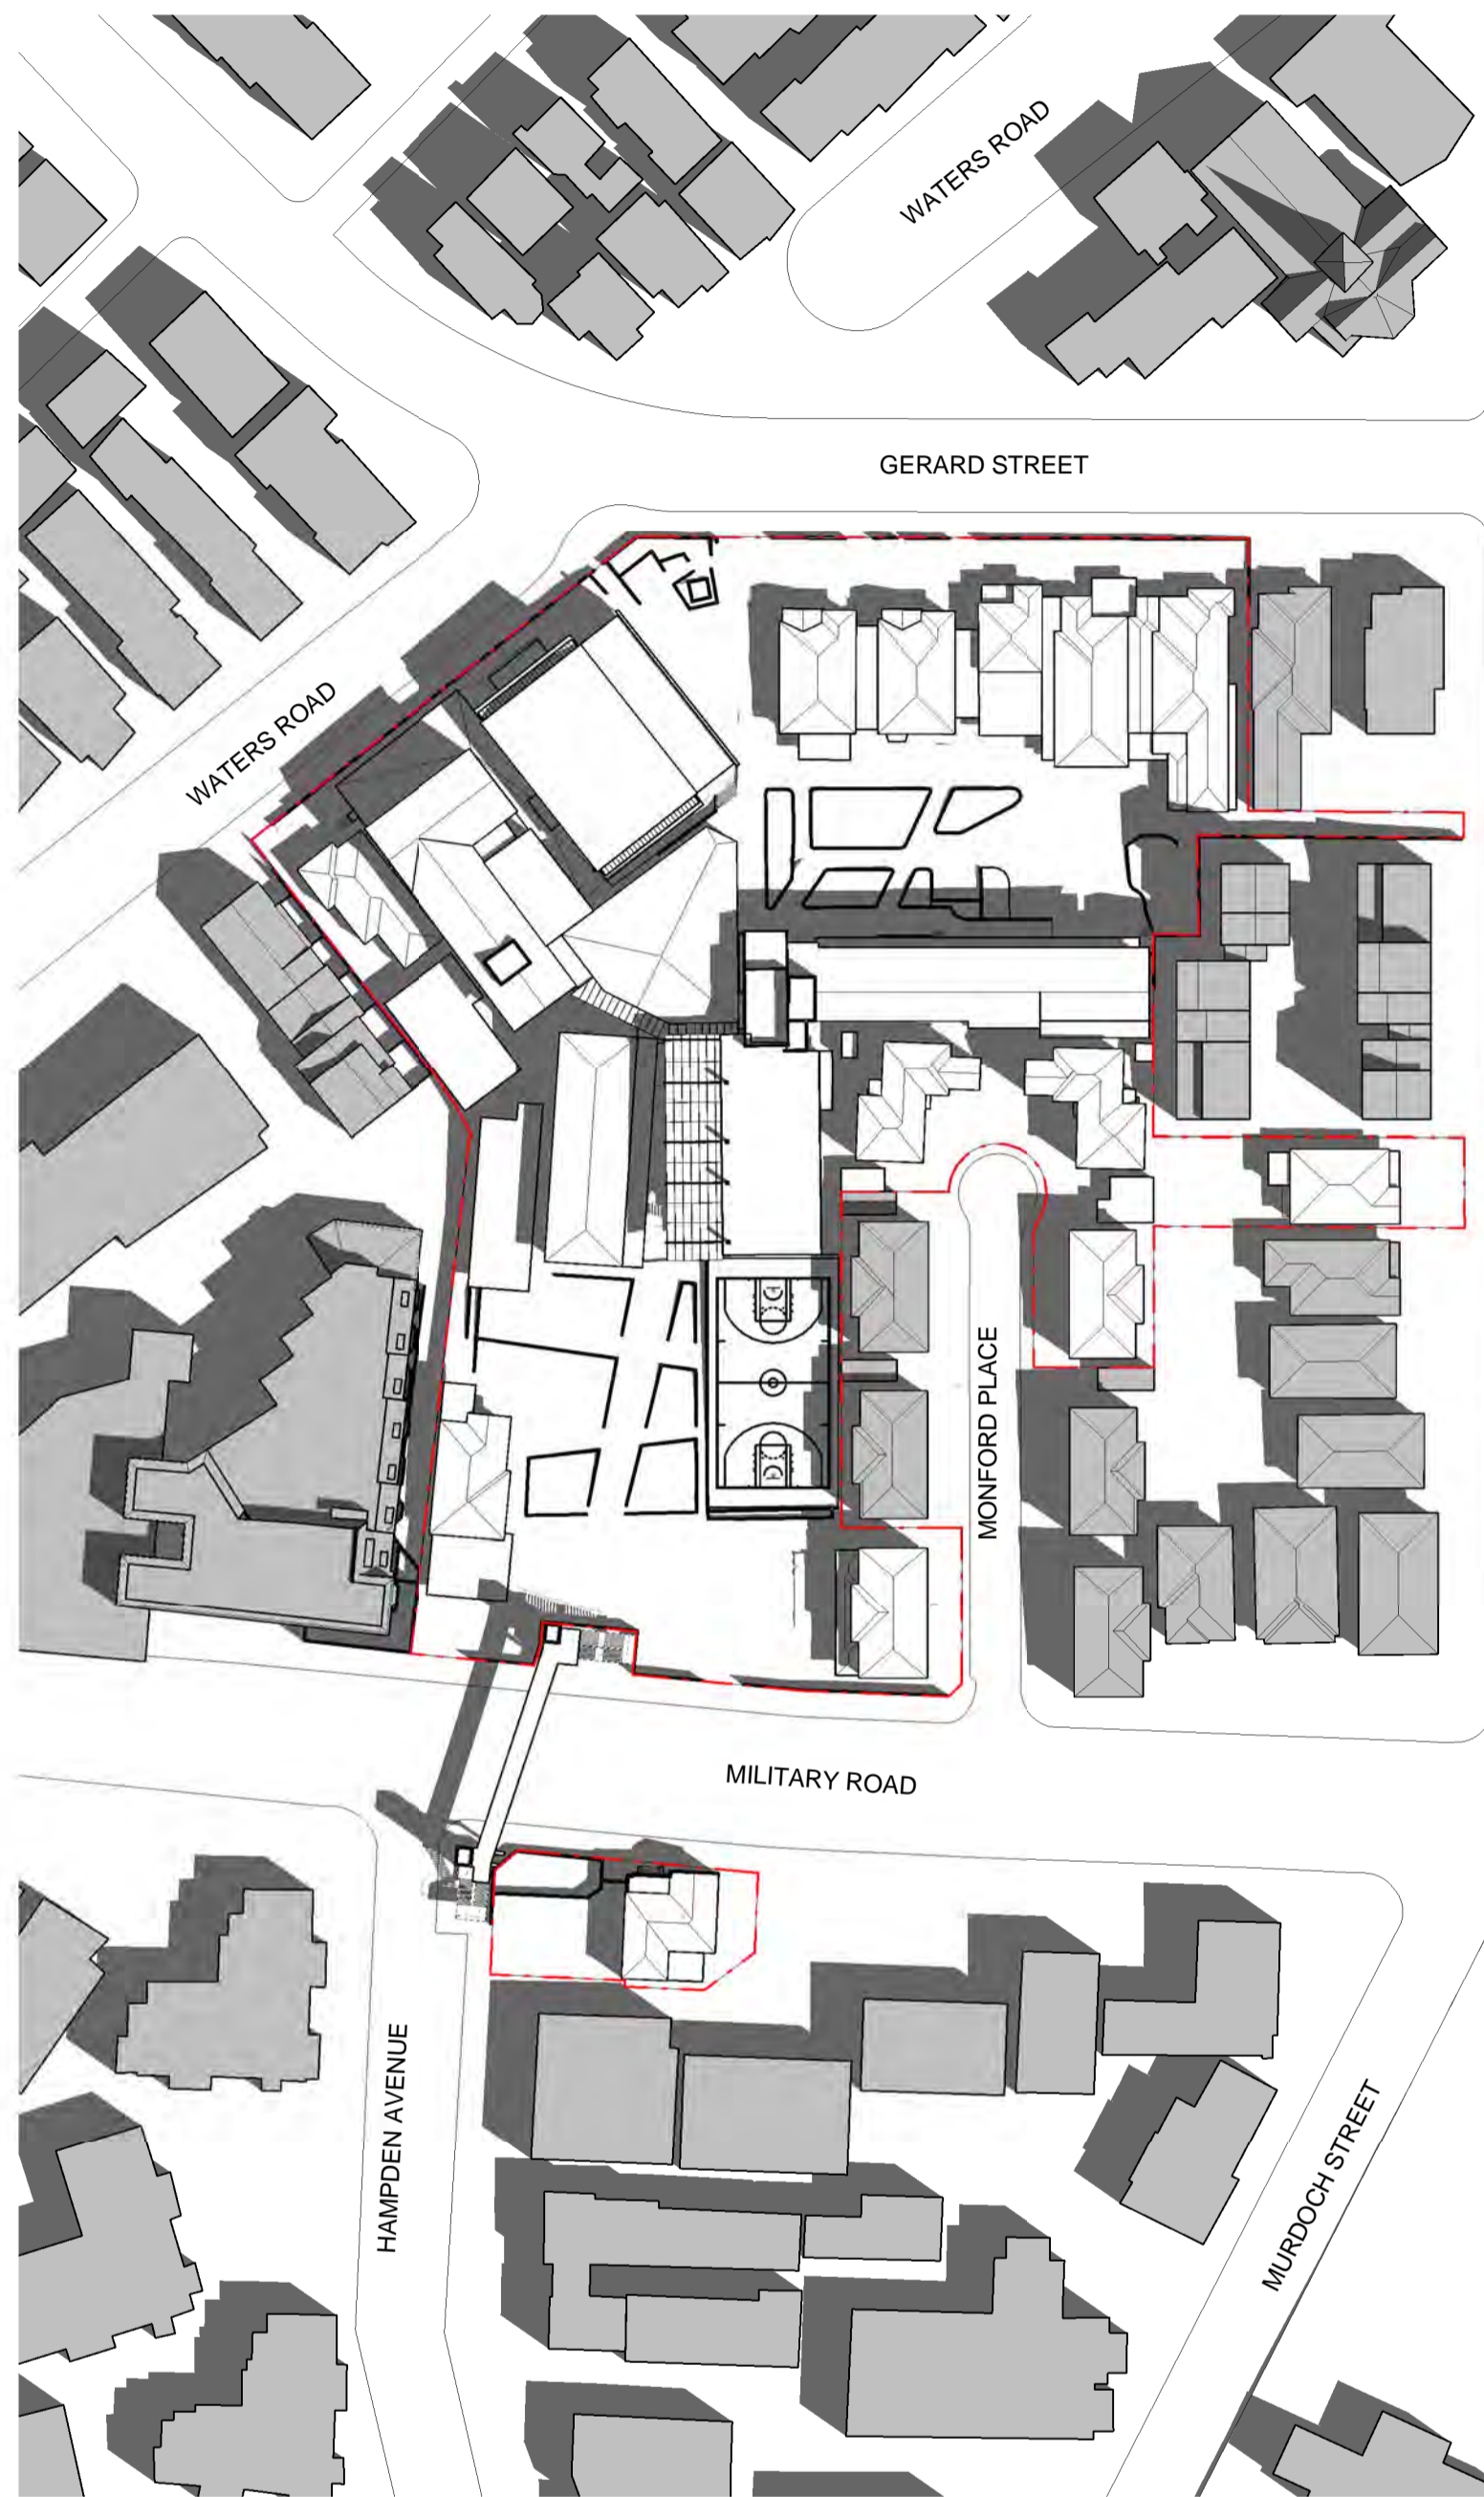 WATERS ROAD
GERARD STREET
WATERS ROAD
MONFORD PLACE
MILITARY ROAD
HAMPDEN AVENUE
MURDOCH STREET